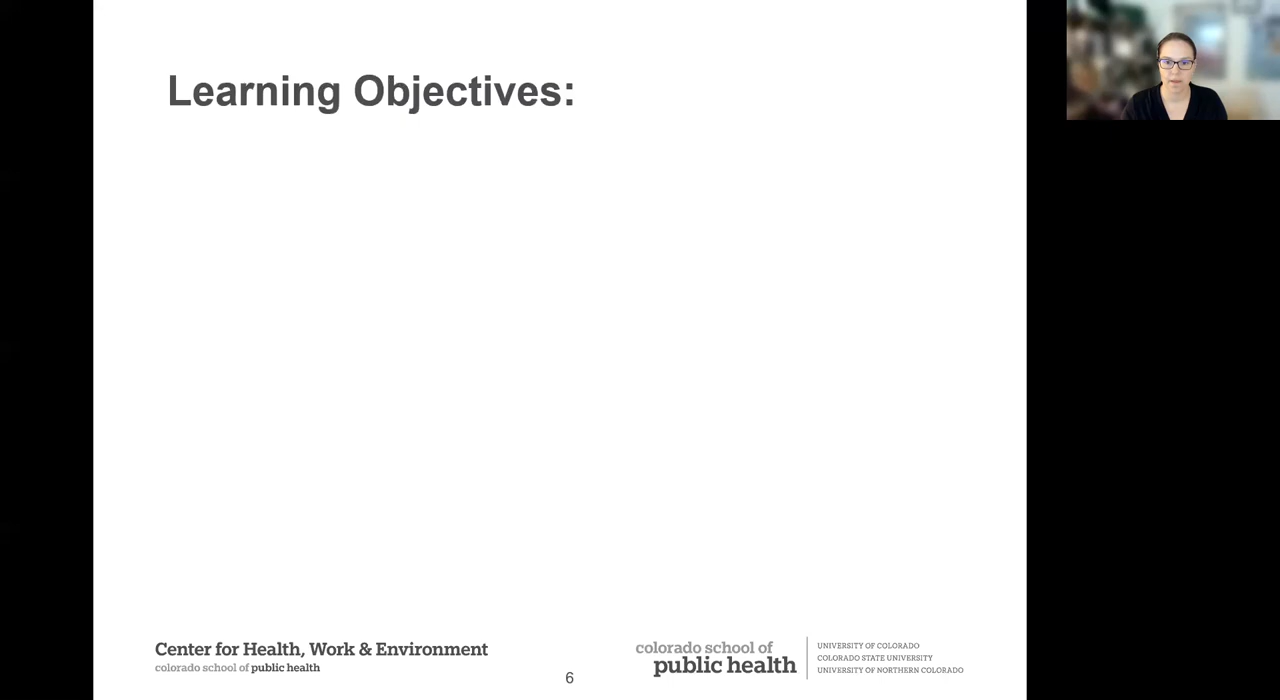 Learning Objectives:
Center for Health, Work & Environment
colorado school of public health
6
colorado school of
public health
UNIVERSITY OF COLORADO
COLORADO STATE UNIVERSITY
UNIVERSITY OF NORTHERN COLORADO